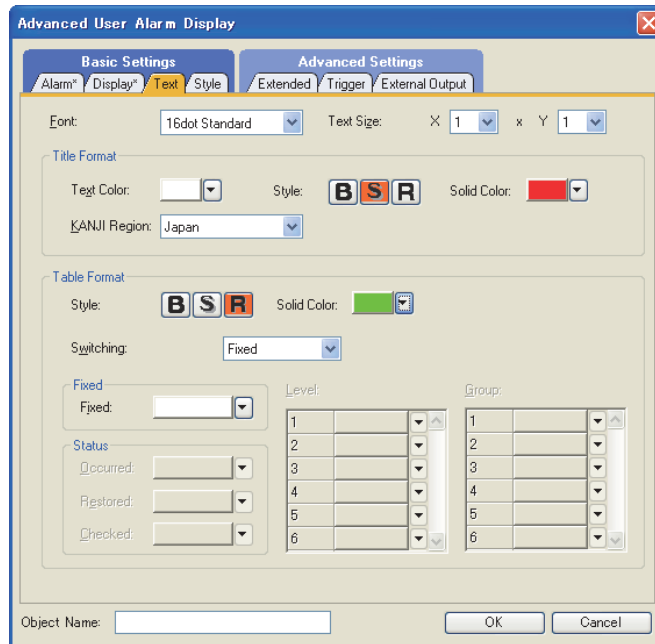 Advanced User Alarm Display
Basic Settings
Advanced Settings
Alarm* Display* Text Style Extended Trigger External Output
Font: 16dot Standard Text Size: X 1 x Y 1
Title Format
Text Color: Style: B S R Solid Color:
KANJI Region: Japan
Table Format
Style: B S R Solid Color:
Switching: Fixed
Fixed
Fixed:
Status
Occurred:
Restored:
Checked:
Level:
1
2
3
4
5
6
Group:
1
2
3
4
5
6
Object Name: OK Cancel